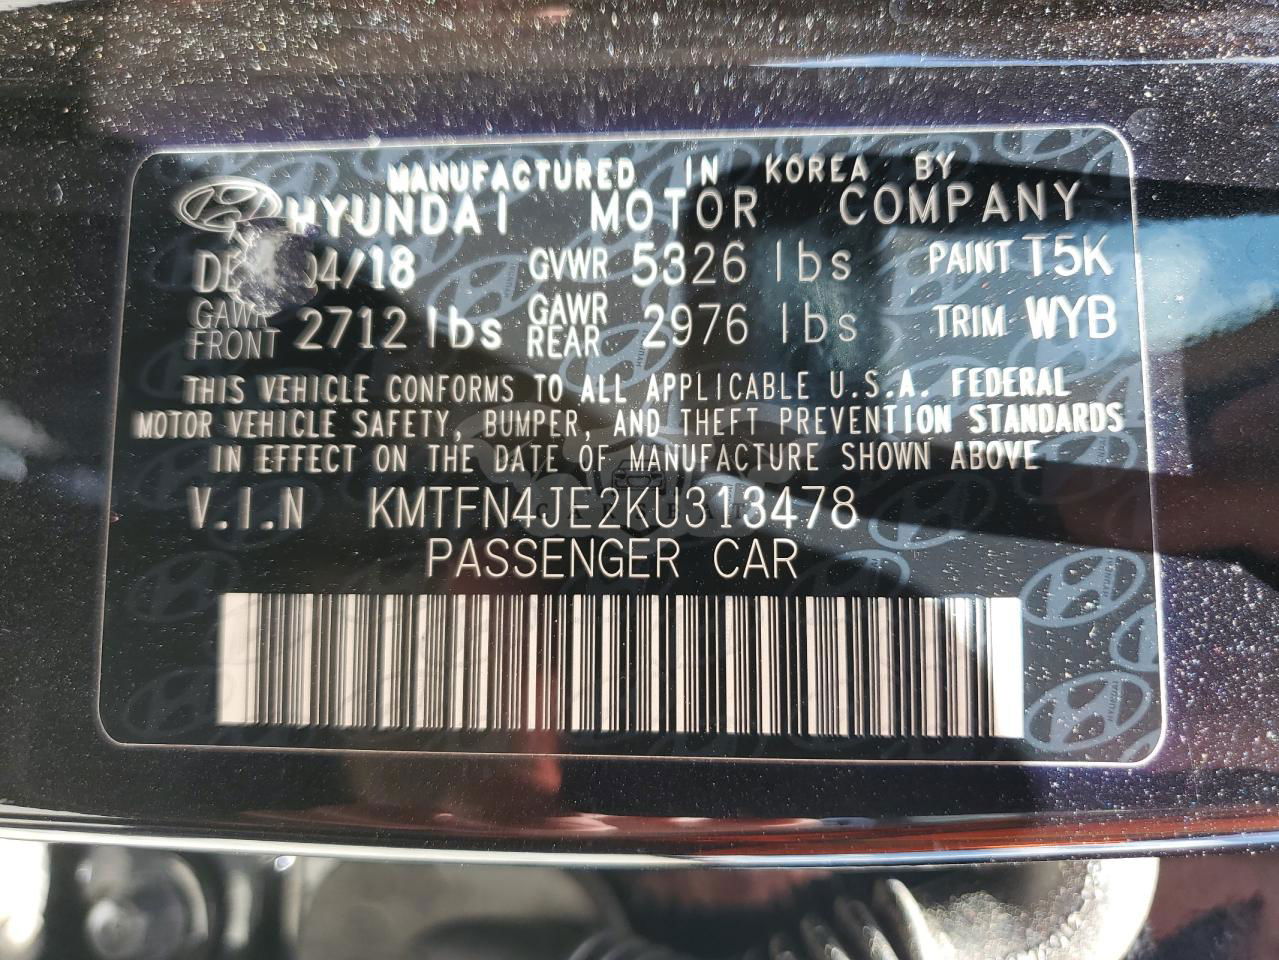 MANUFACTURED IN KOREA BY
HYUNDAI MOTOR COMPANY
04/18 GVWR 5326 lbs PAINT T5K
GAWR FRONT 2712 lbs GAWR REAR 2976 lbs TRIM WYB
THIS VEHICLE CONFORMS TO ALL APPLICABLE U.S.A. FEDERAL
MOTOR VEHICLE SAFETY, BUMPER, AND THEFT PREVENTION STANDARDS
IN EFFECT ON THE DATE OF MANUFACTURE SHOWN ABOVE
V.I.N KMTFN4JE2KU313478
PASSENGER CAR